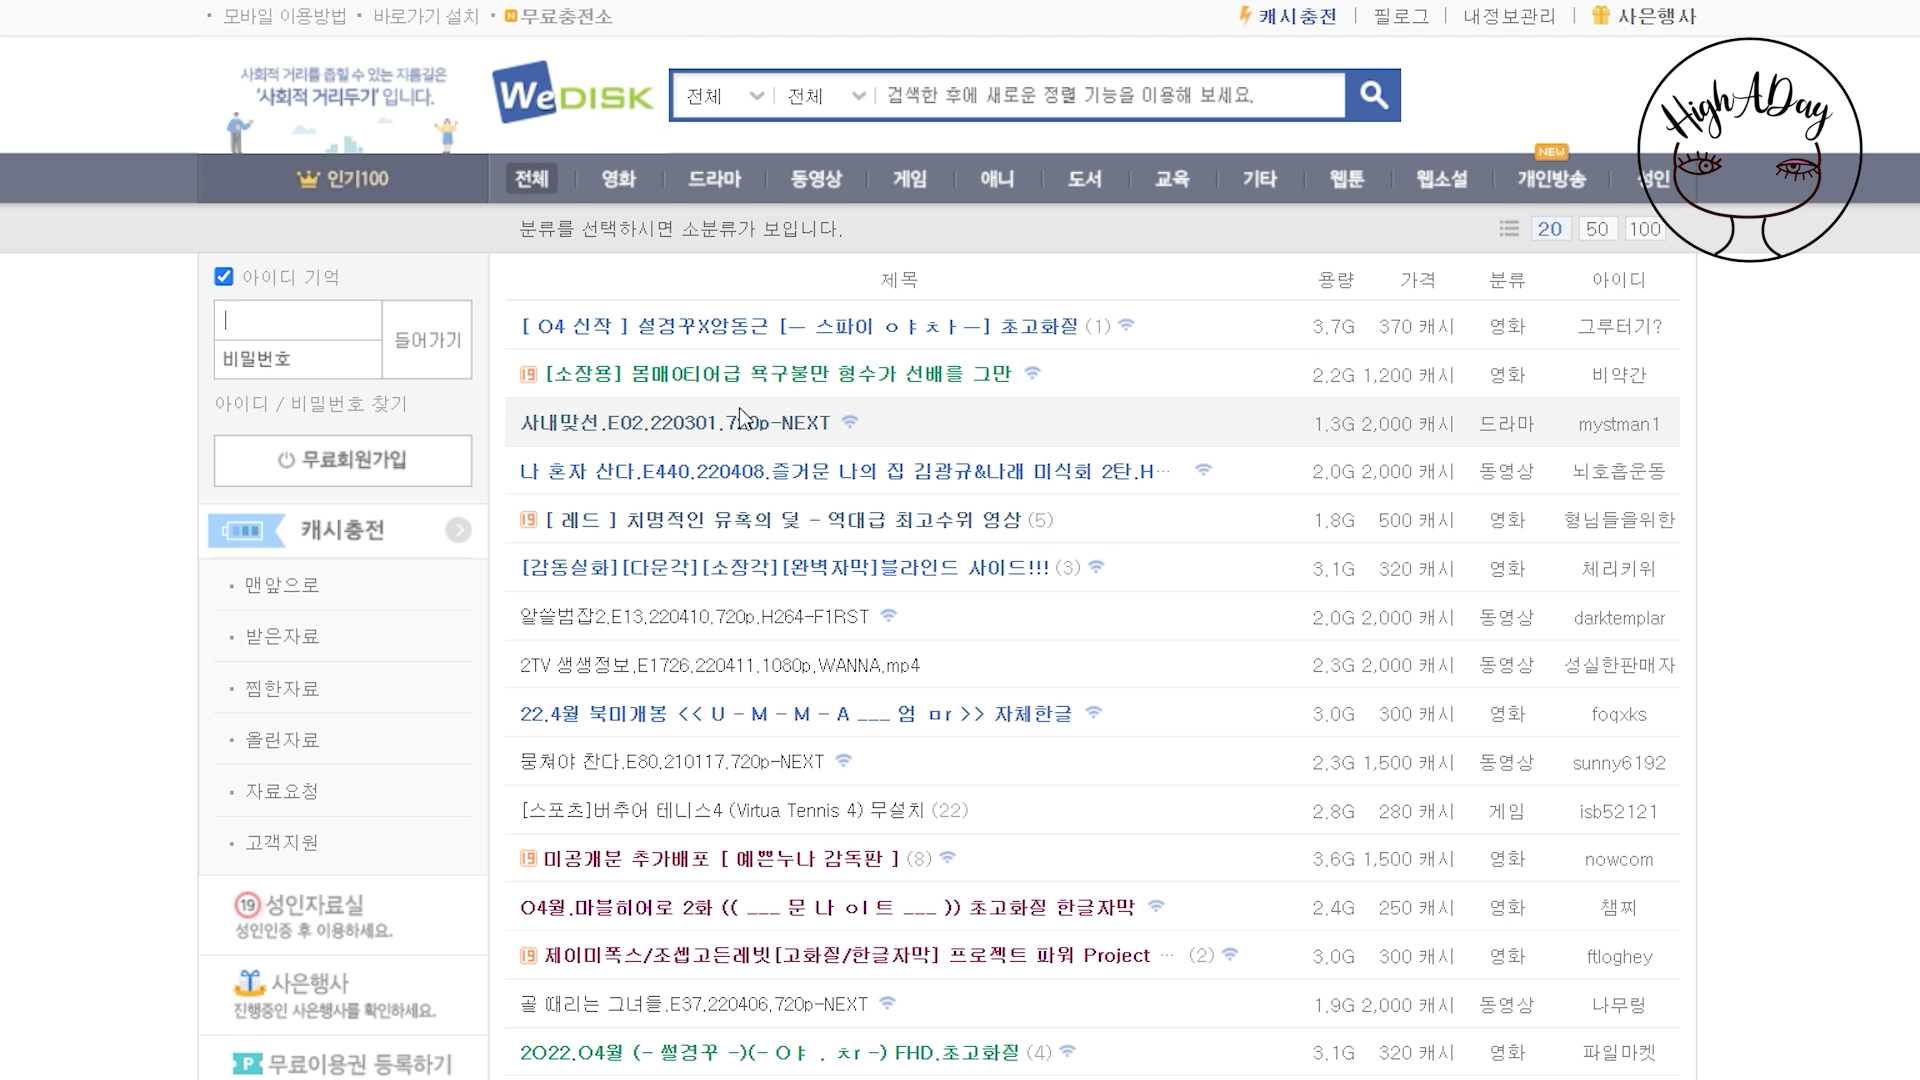 · 모바일 이용방법 · 바로가기 설치 · N 무료충전소
캐시충전 | 필로그 | 내정보관리 | 사은행사
사회적 거리를 좁힐 수 있는 지름길은
'사회적 거리두기' 입니다.
WeDISK
전체 전체 검색한 후에 새로운 정렬 기능을 이용해 보세요.
HighADay
NEW
인기100
전체 영화 드라마 동영상 게임 애니 도서 교육 기타 웹툰 웹소설 개인방송 성인
분류를 선택하시면 소분류가 보입니다.
20 50 100
아이디 기억
비밀번호
들어가기
아이디 / 비밀번호 찾기
무료회원가입
캐시충전
· 맨앞으로
· 받은자료
· 찜한자료
· 올린자료
· 자료요청
· 고객지원
19 성인자료실
성인인증 후 이용하세요.
사은행사
진행중인 사은행사를 확인하세요.
P 무료이용권 등록하기
제목 용량 가격 분류 아이디
[ O4 신작 ] 설경꾸X앙동근 [ㅡ 스파이 ㅇ ㅑ ㅊ ㅏ ㅡ] 초고화질 (1) 3.7G 370 캐시 영화 그루터기?
19 [소장용] 몸매0E어급 욕구불만 형수가 선배를 그만 2.2G 1,200 캐시 영화 비약간
사내맞선.E02.220301.720p-NEXT 1.3G 2,000 캐시 드라마 mystman1
나 혼자 산다.E440.220408.즐거운 나의 집 김광규&나래 미식회 2탄.H… 2.0G 2,000 캐시 동영상 뇌호흡운동
19 [ 레드 ] 치명적인 유혹의 덫 - 역대급 최고수위 영상 (5) 1.8G 500 캐시 영화 형님들을위한
[감동실화][다운각][소장각][완벽자막]블라인드 사이드!!! (3) 3.1G 320 캐시 영화 체리키위
알쓸범잡2.E13.220410.720p.H264-F1RST 2.0G 2,000 캐시 동영상 darktemplar
2TV 생생정보.E1726.220411.1080p.WANNA.mp4 2.3G 2,000 캐시 동영상 성실한판매자
22.4월 북미개봉 << U - M - M - A ___ 엄 ㅁr >> 자체한글 3.0G 300 캐시 영화 foqxks
뭉쳐야 찬다.E80.210117.720p-NEXT 2.3G 1,500 캐시 동영상 sunny6192
[스포츠]버추어 테니스4 (Virtua Tennis 4) 무설치 (22) 2.8G 280 캐시 게임 isb52121
19 미공개분 추가배포 [ 예쁜누나 감독판 ] (8) 3.6G 1,500 캐시 영화 nowcom
O4월.마블히어로 2화 (( ___ 문 나 ㅇㅣ트 ___ )) 초고화질 한글자막 2.4G 250 캐시 영화 챔찌
19 제이미폭스/조셉고든레빗[고화질/한글자막] 프로젝트 파워 Project … (2) 3.0G 300 캐시 영화 ftloghey
골 때리는 그녀들.E37.220406.720p-NEXT 1.9G 2,000 캐시 동영상 나무링
2O22.O4월 (- 썰경꾸 -)(- O ㅑ . ㅊr -) FHD.초고화질 (4) 3.1G 320 캐시 영화 파일마켓